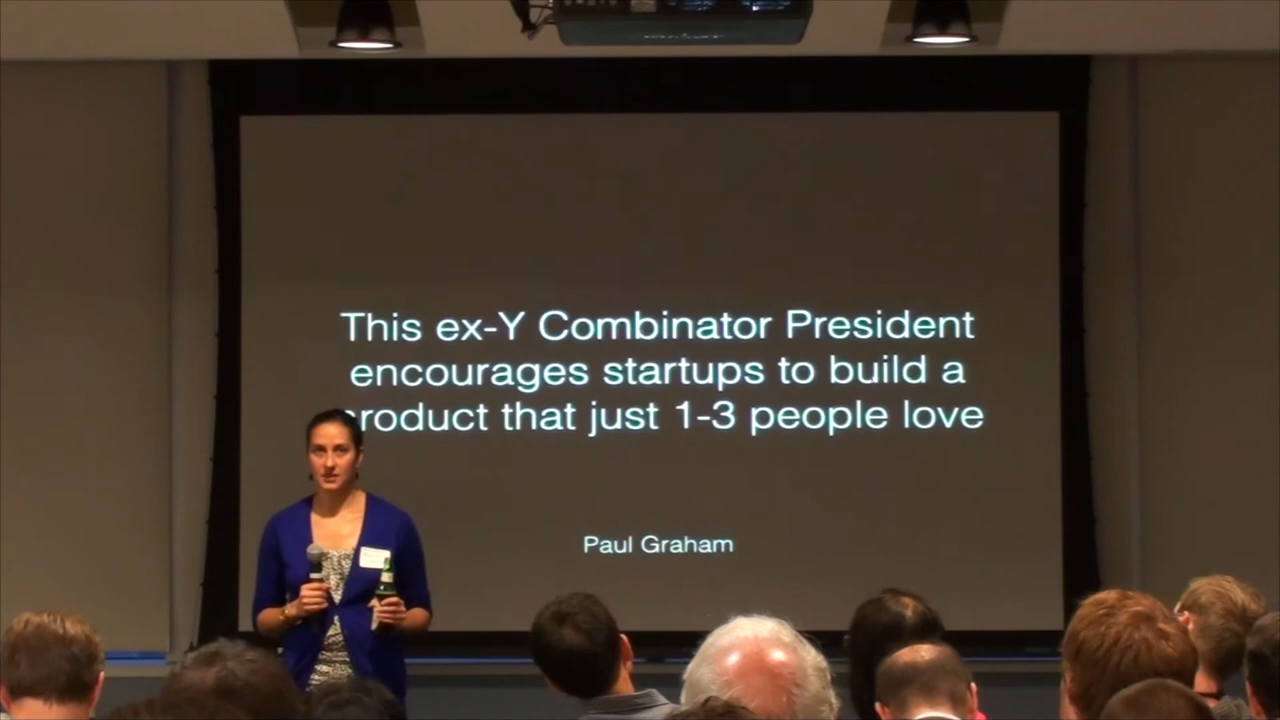 This ex-Y Combinator President
encourages startups to build a
product that just 1-3 people love
Paul Graham